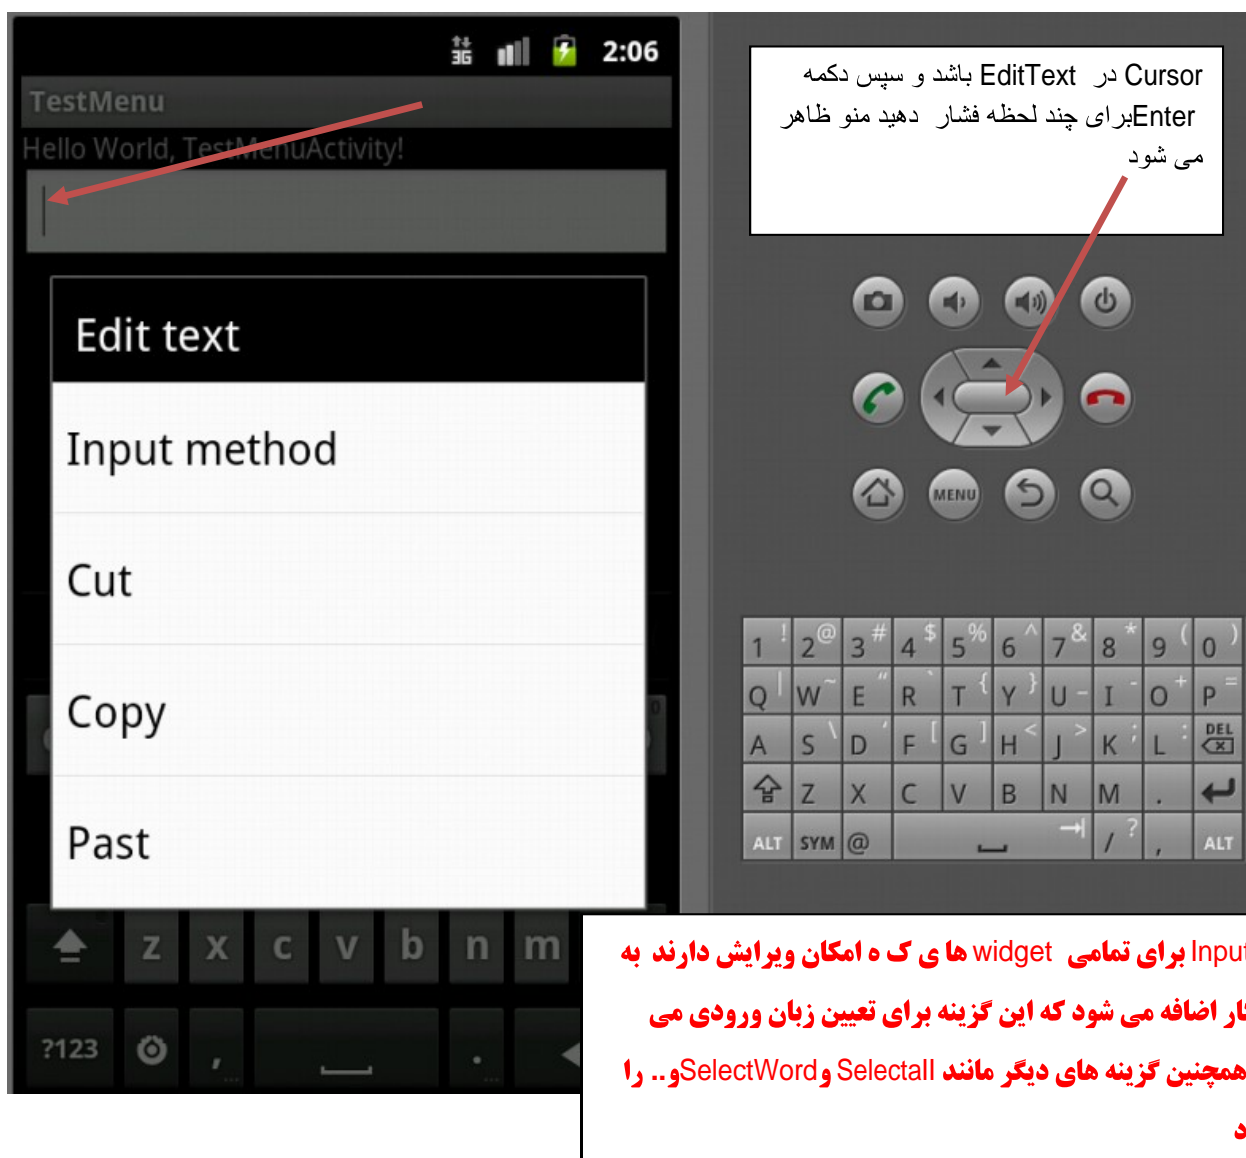 2:06
TestMenu
Hello World, TestMenuActivity!
Edit text
Input method
Cut
Copy
Past
z x c v b n m
?123 , .
Cursor در EditText باشد و سپس دکمه
Enterبرای چند لحظه فشار دهید منو ظاهر
می شود
MENU
1 ! 2 @ 3 # 4 $ 5 % 6 ^ 7 & 8 * 9 ( 0 )
Q | W ~ E “ R ` T { Y } U _ I - O + P =
A S \ D ‘ F [ G ] H < J > K ; L : DEL
Z X C V B N M .
ALT SYM @ / ? , ALT
Input برای تمامی widget ها ی ک ه امکان ویرایش دارند به
اضافه می شود که این گزینه برای تعیین زبان ورودی می
همچنین گزینه های دیگر مانند Selectall وSelectWordو.. را